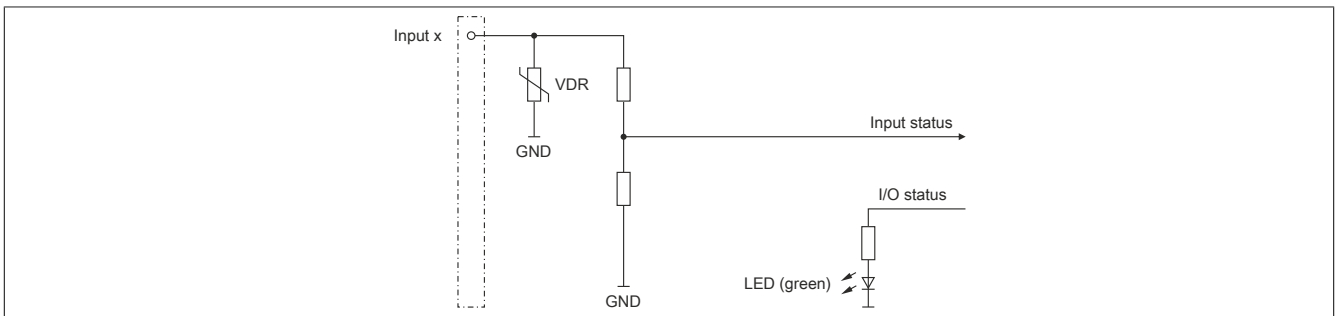 Input x
VDR
Input status
GND
I/O status
LED (green)
GND